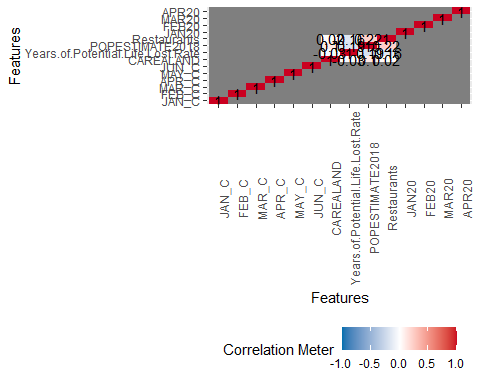 APR20
MAR20
FEB20
JAN20
Restaurants
POPESTIMATE2018
Years.of.Potential.Life.Lost.Rate
CAREALAND
JUN_C
MAY_C
APR_C
MAR_C
FEB_C
JAN_C
Features
JAN_C
FEB_C
MAR_C
APR_C
MAY_C
JUN_C
CAREALAND
Years.of.Potential.Life.Lost.Rate
POPESTIMATE2018
Restaurants
JAN20
FEB20
MAR20
APR20
Features
Correlation Meter
-1.0 -0.5 0.0 0.5 1.0